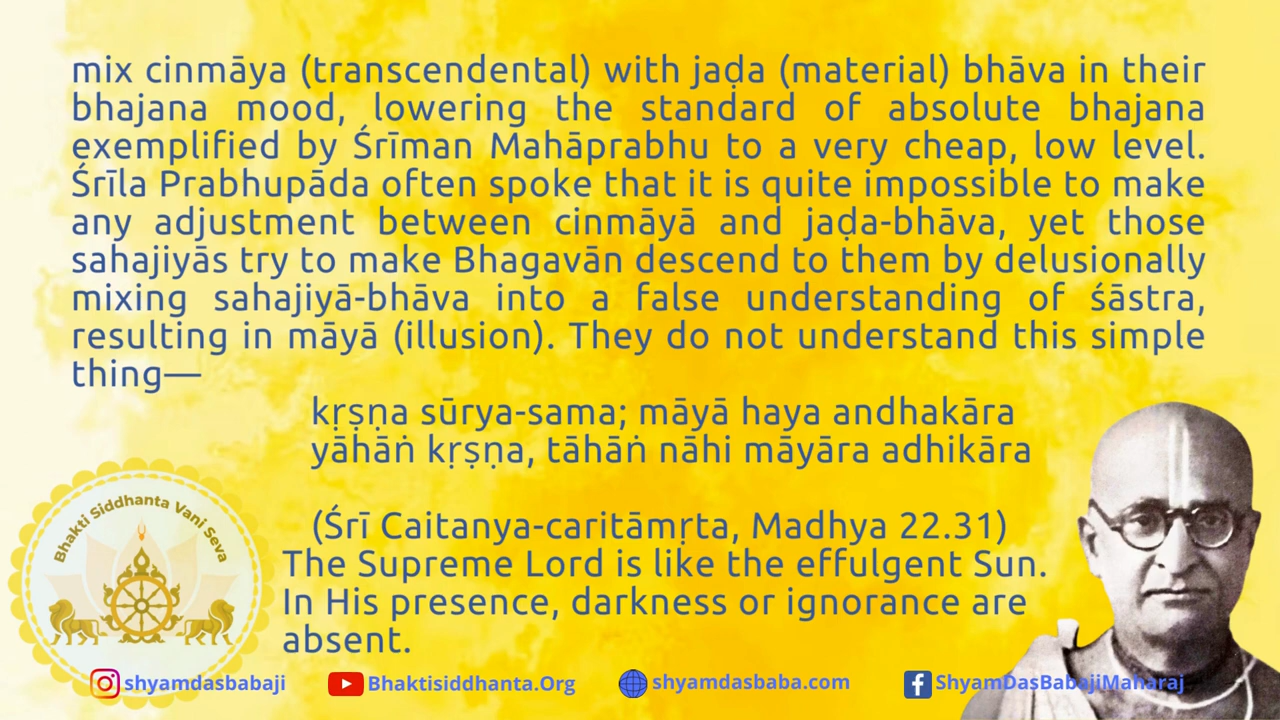 mix cinmāya (transcendental) with jaḍa (material) bhāva in their
bhajana mood, lowering the standard of absolute bhajana
exemplified by Śrīman Mahāprabhu to a very cheap, low level.
Śrīla Prabhupāda often spoke that it is quite impossible to make
any adjustment between cinmāyā and jaḍa-bhāva, yet those
sahajiyās try to make Bhagavān descend to them by delusionally
mixing sahajiyā-bhāva into a false understanding of śāstra,
resulting in māyā (illusion). They do not understand this simple
thing—
kṛṣṇa sūrya-sama; māyā haya andhakāra
yāhāṅ kṛṣṇa, tāhāṅ nāhi māyāra adhikāra
(Śrī Caitanya-caritāmṛta, Madhya 22.31)
The Supreme Lord is like the effulgent Sun.
In His presence, darkness or ignorance are
absent.
Bhakti Siddhanta Vani Seva
shyamdasbabaji
Bhaktisiddhanta.Org
shyamdasbaba.com
ShyamDasBabajiMaharaj